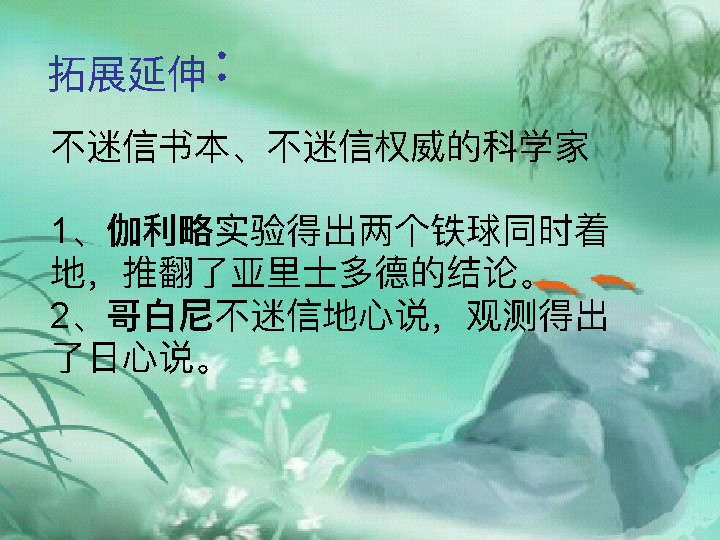 拓展延伸：
不迷信书本、不迷信权威的科学家
1、伽利略实验得出两个铁球同时着
地，推翻了亚里士多德的结论。
2、哥白尼不迷信地心说，观测得出
了日心说。